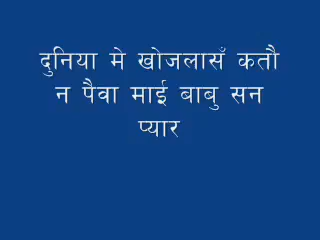 दुनिया मे खोजलासँ कतौ
न पैवा माई बाबु सन
प्यार